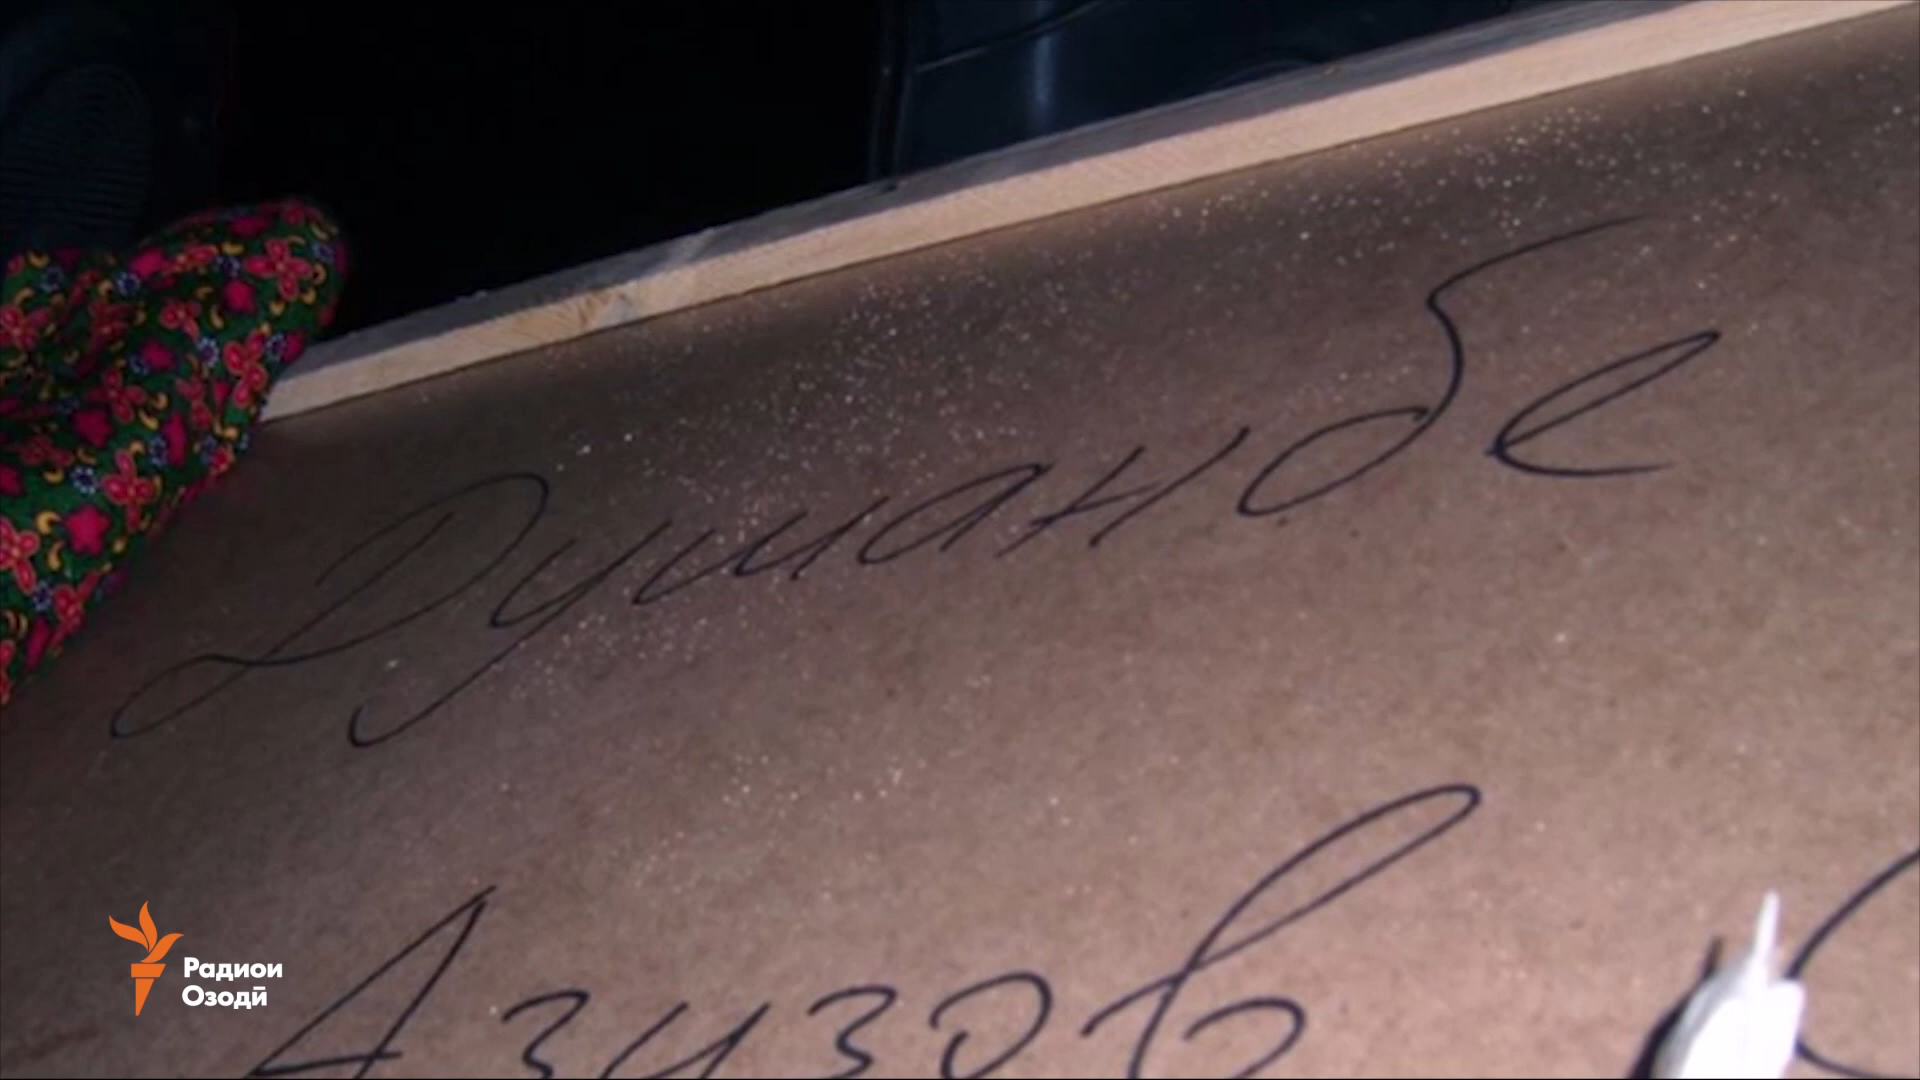 Душанбе
Азизов
Радиои
Озодӣ